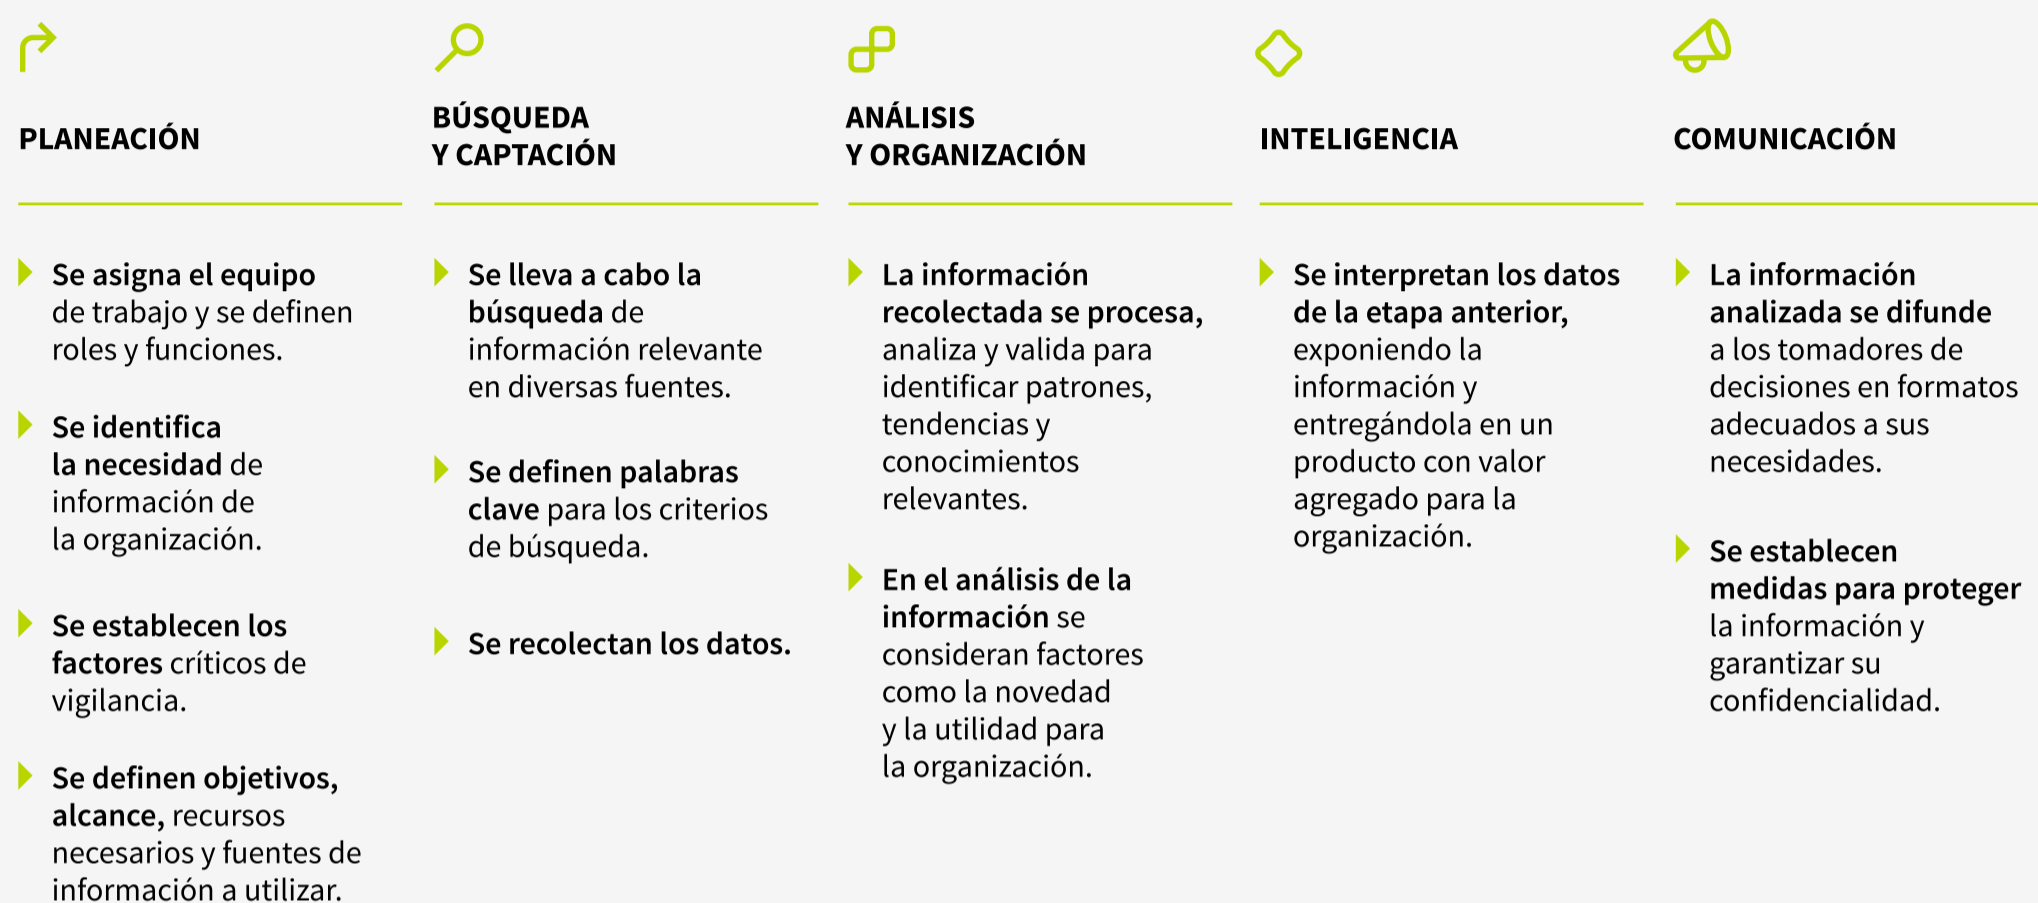 PLANEACIÓN
Se asigna el equipo
de trabajo y se definen
roles y funciones.
Se identifica
la necesidad de
información de
la organización.
Se establecen los
factores críticos de
vigilancia.
Se definen objetivos,
alcance, recursos
necesarios y fuentes de
información a utilizar.
BÚSQUEDA
Y CAPTACIÓN
Se lleva a cabo la
búsqueda de
información relevante
en diversas fuentes.
Se definen palabras
clave para los criterios
de búsqueda.
Se recolectan los datos.
ANÁLISIS
Y ORGANIZACIÓN
La información
recolectada se procesa,
analiza y valida para
identificar patrones,
tendencias y
conocimientos
relevantes.
En el análisis de la
información se
consideran factores
como la novedad
y la utilidad para
la organización.
INTELIGENCIA
Se interpretan los datos
de la etapa anterior,
exponiendo la
información y
entregándola en un
producto con valor
agregado para la
organización.
COMUNICACIÓN
La información
analizada se difunde
a los tomadores de
decisiones en formatos
adecuados a sus
necesidades.
Se establecen
medidas para proteger
la información y
garantizar su
confidencialidad.